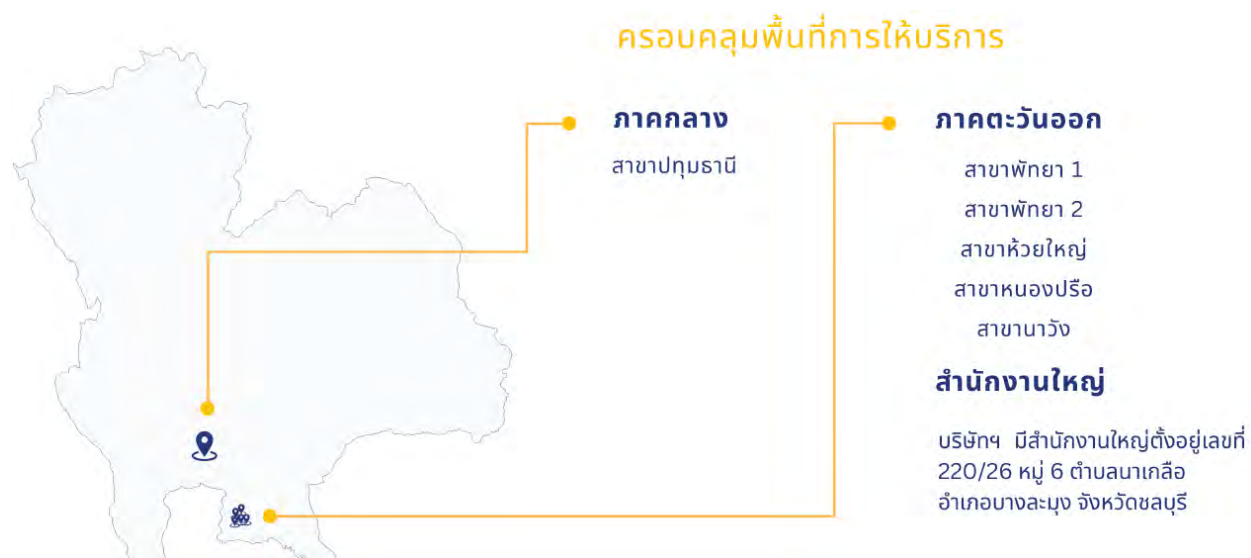 ครอบคลุมพื้นที่การให้บริการ
ภาคกลาง
สาขาปทุมธานี
ภาคตะวันออก
สาขาพัทยา 1
สาขาพัทยา 2
สาขาห้วยใหญ่
สาขาหนองปรือ
สาขานาวัง
สำนักงานใหญ่
บริษัทฯ มีสำนักงานใหญ่ตั้งอยู่เลขที่
220/26 หมู่ 6 ตำบลนาเกลือ
อำเภอบางละมุง จังหวัดชลบุรี